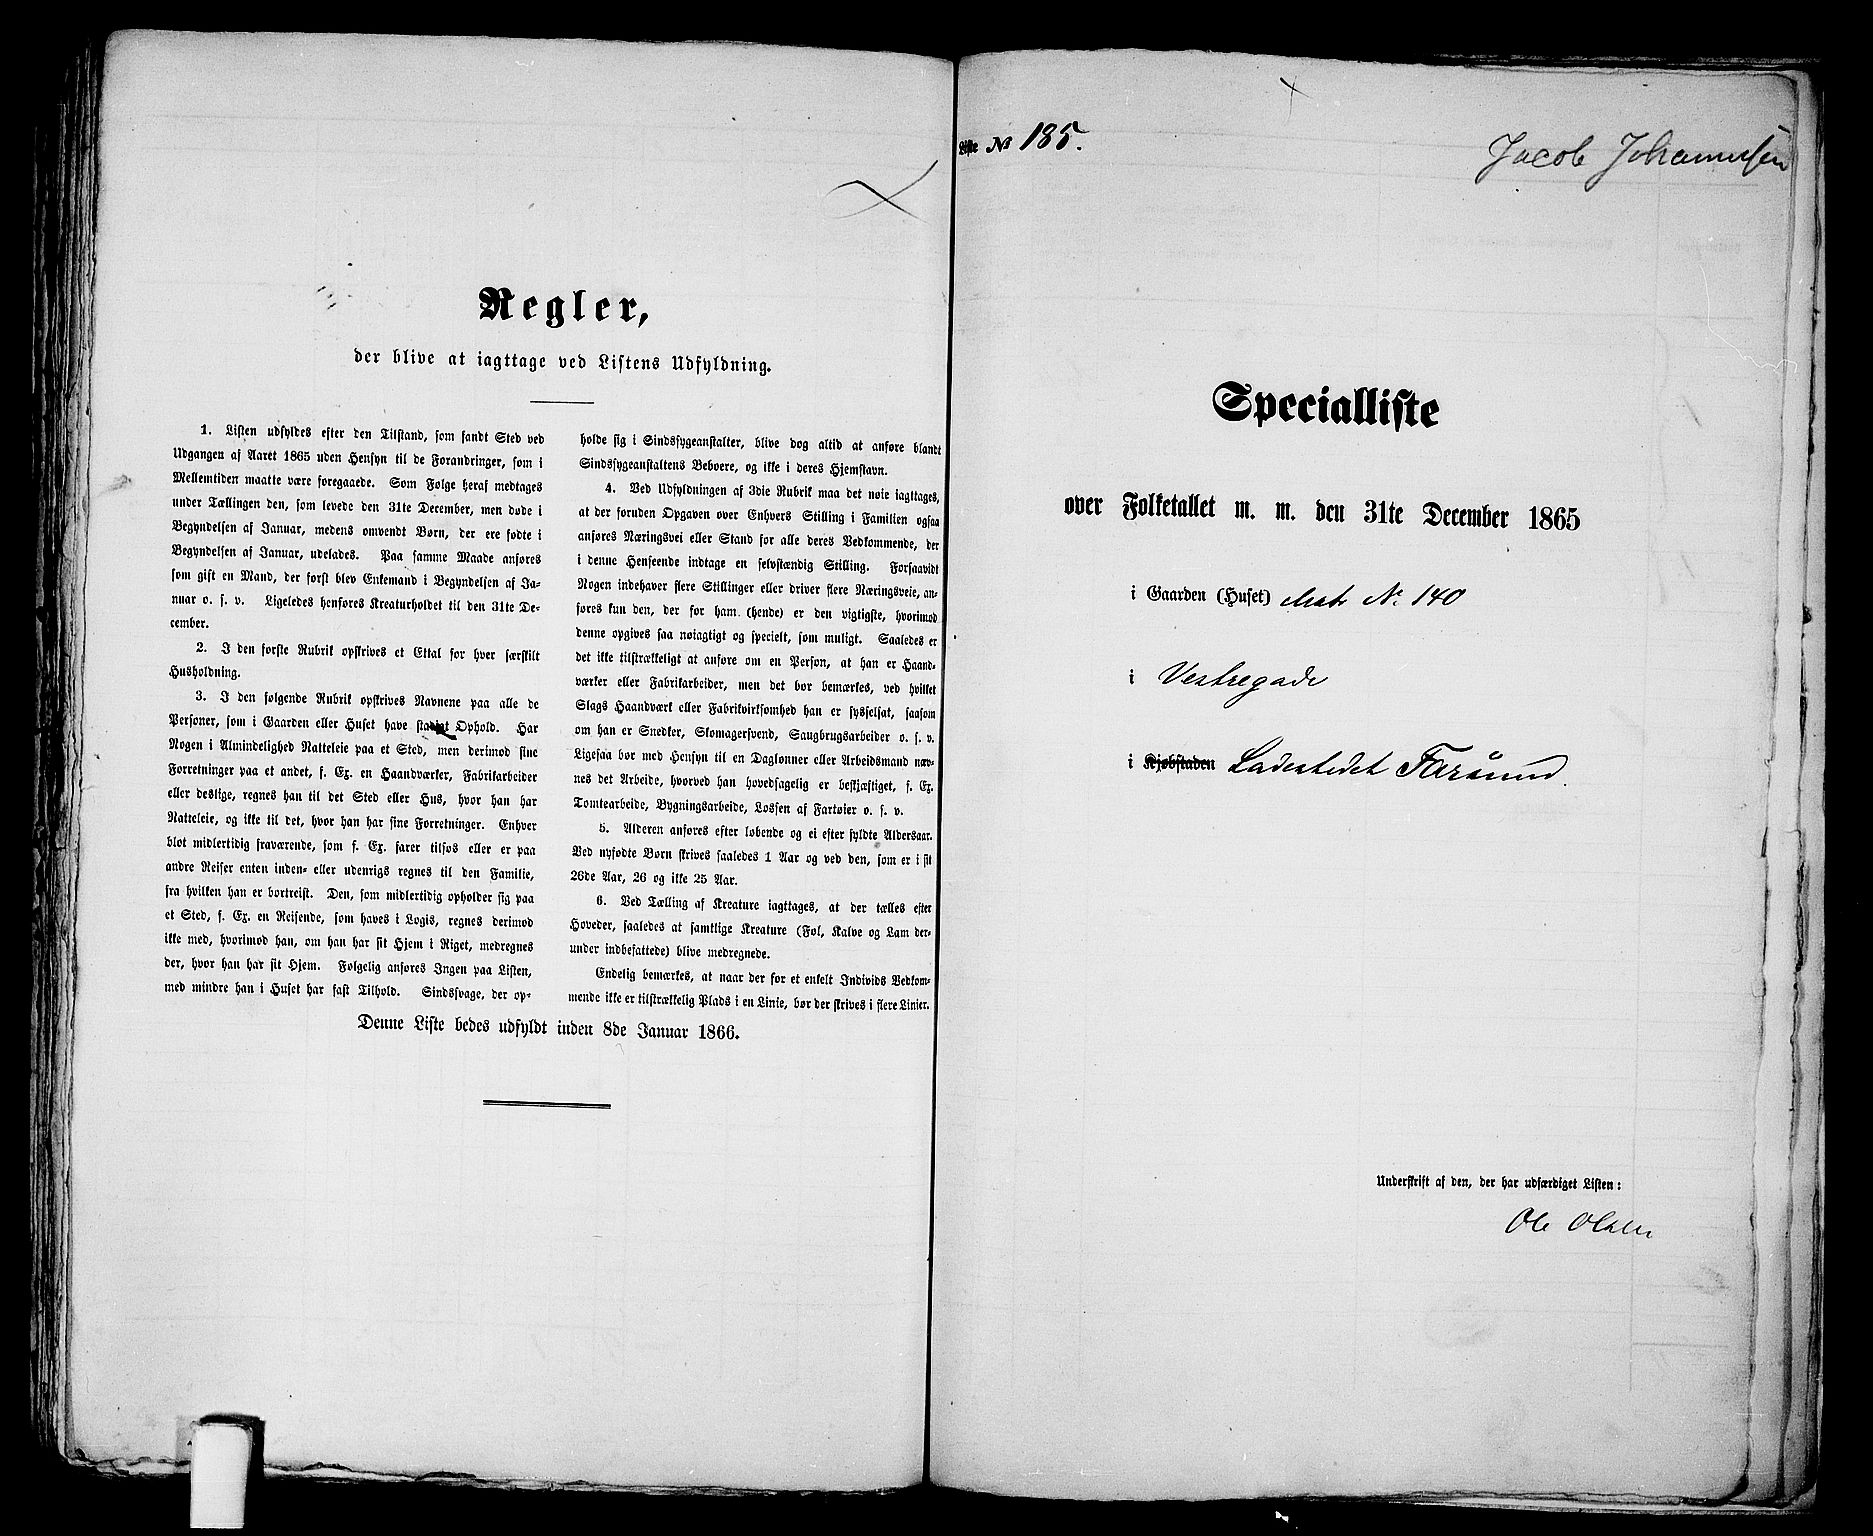 Regler,
der blive at iagttage ved Listens Udfyldning.
1. Listen udfyldes efter den Tilstand, som fandt Sted ved
Udgangen af Aaret 1865 uden Hensyn til de Forandringer, som i
Mellemtiden maatte være foregaaede. Som Følge heraf medtages
under Tællingen den, som levede den 31te December, men døde i
Begyndelsen af Januar, medens omvendt Børn, der ere fødte i
Begyndelsen af Januar, udelades. Paa samme Maade anføres
som gift en Mand, der først blev Enkemand i Begyndelsen af Ja-
nuar o. s. v. Ligeledes henføres Kreaturholdet til den 31te De-
cember.
2. I den første Rubrik opskrives et Ettal for hver særskilt
Husholdning.
3. I den følgende Rubrik opskrives Navnene paa alle de
Personer, som i Gaarden eller Huset have stadigt Ophold. Har
Nogen i Almindelighed Natteleie paa et Sted, men derimod sine
Forretninger paa et andet, f. Ex. en Haandværker, Fabrikarbeider
eller deslige, regnes han til det Sted eller Hus, hvor han har
Natteleie, og ikke til det, hvor han har sine Forretninger. Enhver
blot midlertidig fraværende, som f. Ex. farer tilsøs eller er paa
andre Reiser enten inden- eller udenrigs regnes til den Familie,
fra hvilken han er bortreist. Den, som midlertidig opholder sig paa
et Sted, f. Ex. en Reisende, som haves i Logis, regnes derimod
ikke med, hvorimod han, om han har sit Hjem i Riget, medregnes
der, hvor han har sit Hjem. Følgelig anføres Ingen paa Listen,
med mindre han i Huset har fast Tilhold. Sindssvage, der op-
holde sig i Sindssygeanstalter, blive dog altid at anføre blandt
Sindssygeanstaltens Beboere, og ikke i deres Hjemstavn.
4. Ved Udfyldningen af 3die Rubrik maa det nøie iagttages,
at der foruden Opgaven over Enhvers Stilling i Familien ogsaa
anføres Næringsvei eller Stand for alle deres Vedkommende, der
i denne Henseende indtage en selvstændig Stilling. Forsaavidt
Nogen indehaver flere Stillinger eller driver flere Næringsveie, an-
føres kun den, der for ham (hende) er den vigtigste, hvorimod
denne opgives saa nøiagtigt og specielt, som muligt. Saaledes er
det ikke tilstrækkeligt at anføre om en Person, at han er Haand-
værker eller Fabrikarbeider, men det bør bemærkes, ved hvilket
Slags Haandværk eller Fabrikvirksomhed han er sysselsat, saasom
om han er Snedker, Skomagersvend, Saugbrugsarbeider o. s. v.
Ligesaa bør med Hensyn til en Dagløнner eller Arbeidsmand næv-
nes det Arbeide, hvorved han hovedsagelig er beskjæftiget, f. Ex.
Tomtearbeide, Bygningsarbeide, Lossen af Fartøier o. s. v.
5. Alderen anføres efter løbende og ei efter fyldte Aldersaar.
Ved nyfødte Børn skrives saaledes 1 Aar og ved den, som er i sit
26de Aar, 26 og ikke 25 Aar.
6. Ved Tælling af Kreature iagttages, at der tælles efter
Hoveder, saaledes at samtlige Kreature (Føl, Kalve og Lam der-
under indbefattede) blive medregnede.
Endelig bemærkes, at naar der for et enkelt Individs Vedkom-
mende ikke er tilstrækkelig Plads i en Linie, bør der skrives i flere Linier.
Denne Liste bedes udfyldt inden 8de Januar 1866.
Liste № 185.
Jacob Johannesen
Specialliste
over Folketallet m. m. den 31te December 1865
i Gaarden (Huset) Matr No. 140
i Vestregade
i Kjøbstaden Ladestedet Farsund.
Underskrift af den, der har udfærdiget Listen:
Ole Olsen